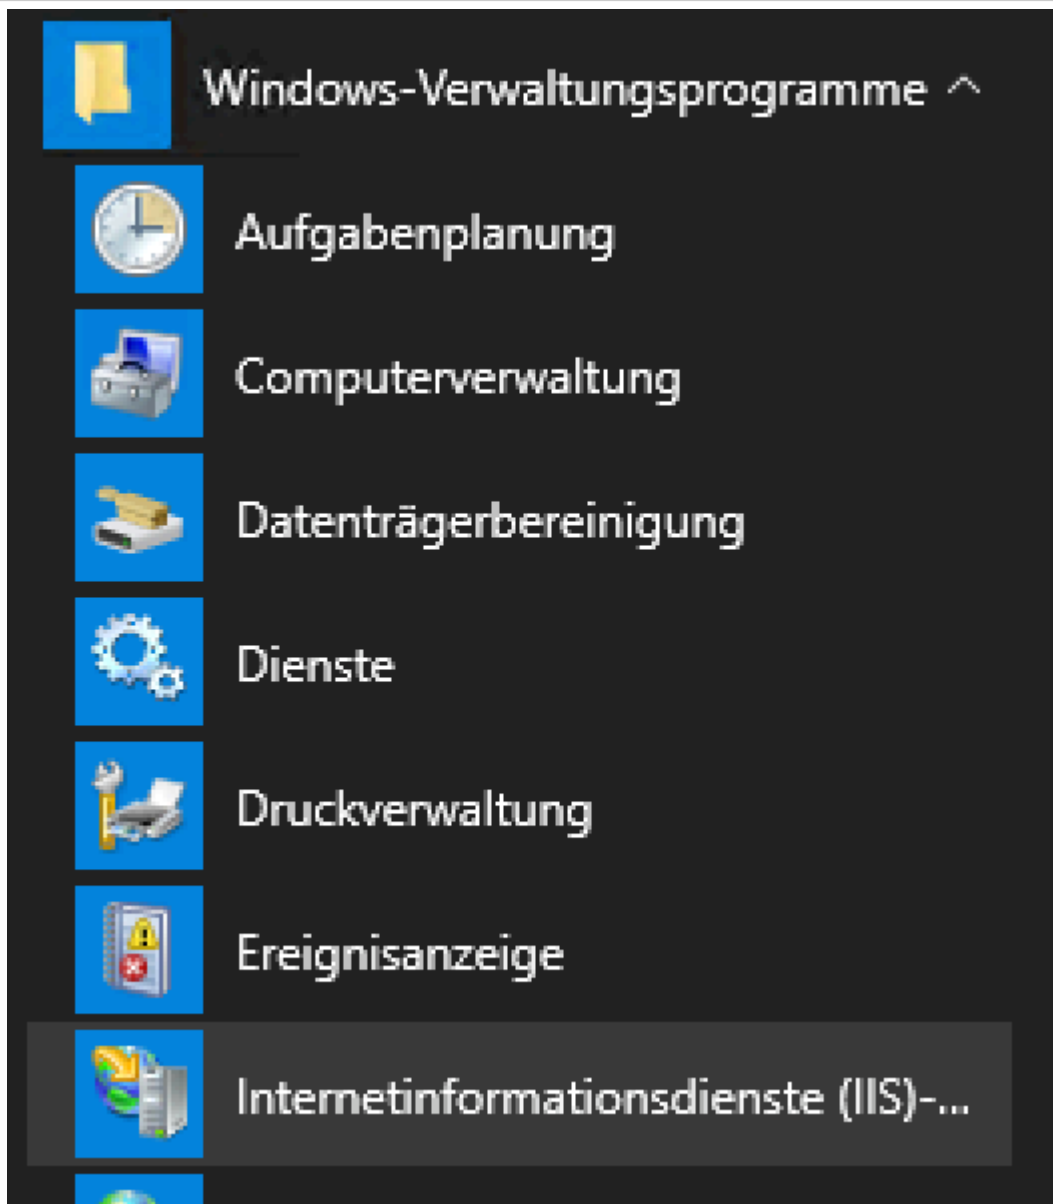 Windows-Verwaltungsprogramme
Aufgabenplanung
Computerverwaltung
Datenträgerbereinigung
Dienste
Druckverwaltung
Ereignisanzeige
Internetinformationsdienste (IIS)-...